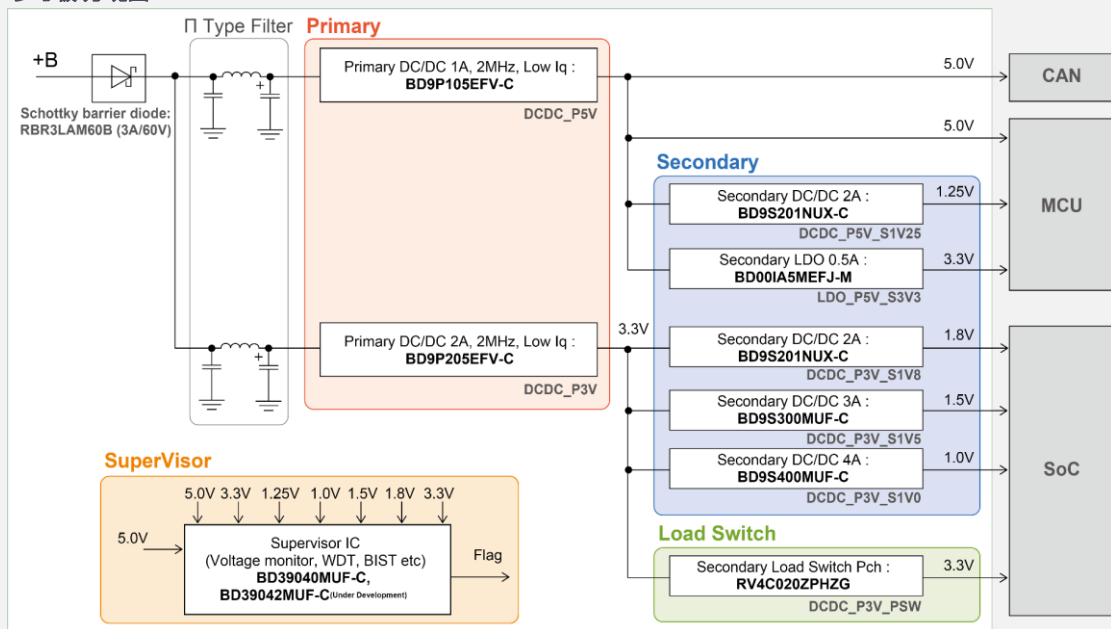 Π Type Filter
Primary
+B
Schottky barrier diode:
RBR3LAM60B (3A/60V)
+
Primary DC/DC 1A, 2MHz, Low Iq :
BD9P105EFV-C
DCDC_P5V
5.0V
CAN
5.0V
MCU
Secondary
Secondary DC/DC 2A :
BD9S201NUX-C
DCDC_P5V_S1V25
1.25V
Secondary LDO 0.5A :
BD00IA5MEFJ-M
LDO_P5V_S3V3
3.3V
+
Primary DC/DC 2A, 2MHz, Low Iq :
BD9P205EFV-C
DCDC_P3V
3.3V
Secondary DC/DC 2A :
BD9S201NUX-C
DCDC_P3V_S1V8
1.8V
Secondary DC/DC 3A :
BD9S300MUF-C
DCDC_P3V_S1V5
1.5V
Secondary DC/DC 4A :
BD9S400MUF-C
DCDC_P3V_S1V0
1.0V
SoC
Load Switch
Secondary Load Switch Pch :
RV4C020ZPHZG
DCDC_P3V_PSW
3.3V
SuperVisor
5.0V 3.3V 1.25V 1.0V 1.5V 1.8V 3.3V
5.0V
Supervisor IC
(Voltage monitor, WDT, BIST etc)
BD39040MUF-C,
BD39042MUF-C(Under Development)
Flag